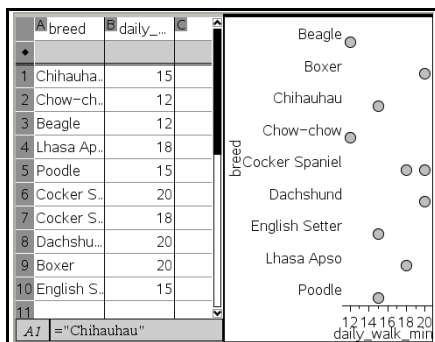 A breed B daily_... C
◆
1 Chihauha.. 15
2 Chow-ch.. 12
3 Beagle 12
4 Lhasa Ap.. 18
5 Poodle 15
6 Cocker S.. 20
7 Cocker S.. 18
8 Dachshu... 20
9 Boxer 20
10 English S.. 15
11
A1 ="Chihauhau"
Beagle
Boxer
Chihauhau
Chow-chow
Cocker Spaniel
Dachshund
English Setter
Lhasa Apso
Poodle
breed
12 14 16 18 20
daily_walk_min